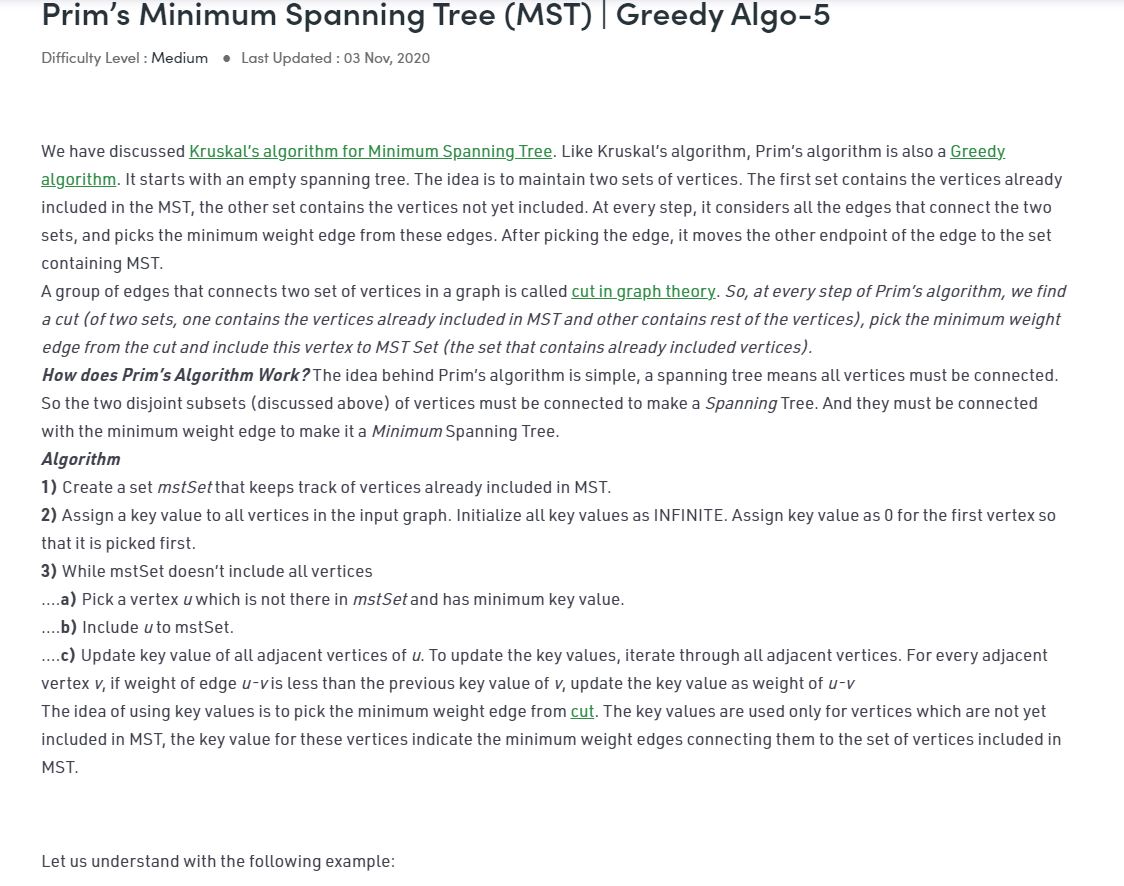 Prim’s Minimum Spanning Tree (MST) | Greedy Algo-5
Difficulty Level : Medium ● Last Updated : 03 Nov, 2020
We have discussed Kruskal’s algorithm for Minimum Spanning Tree. Like Kruskal’s algorithm, Prim’s algorithm is also a Greedy
algorithm. It starts with an empty spanning tree. The idea is to maintain two sets of vertices. The first set contains the vertices already
included in the MST, the other set contains the vertices not yet included. At every step, it considers all the edges that connect the two
sets, and picks the minimum weight edge from these edges. After picking the edge, it moves the other endpoint of the edge to the set
containing MST.
A group of edges that connects two set of vertices in a graph is called cut in graph theory. So, at every step of Prim’s algorithm, we find
a cut (of two sets, one contains the vertices already included in MST and other contains rest of the vertices), pick the minimum weight
edge from the cut and include this vertex to MST Set (the set that contains already included vertices).
How does Prim’s Algorithm Work? The idea behind Prim’s algorithm is simple, a spanning tree means all vertices must be connected.
So the two disjoint subsets (discussed above) of vertices must be connected to make a Spanning Tree. And they must be connected
with the minimum weight edge to make it a Minimum Spanning Tree.
Algorithm
1) Create a set mstSet that keeps track of vertices already included in MST.
2) Assign a key value to all vertices in the input graph. Initialize all key values as INFINITE. Assign key value as 0 for the first vertex so
that it is picked first.
3) While mstSet doesn’t include all vertices
....a) Pick a vertex u which is not there in mstSet and has minimum key value.
....b) Include u to mstSet.
....c) Update key value of all adjacent vertices of u. To update the key values, iterate through all adjacent vertices. For every adjacent
vertex v, if weight of edge u-v is less than the previous key value of v, update the key value as weight of u-v
The idea of using key values is to pick the minimum weight edge from cut. The key values are used only for vertices which are not yet
included in MST, the key value for these vertices indicate the minimum weight edges connecting them to the set of vertices included in
MST.
Let us understand with the following example: